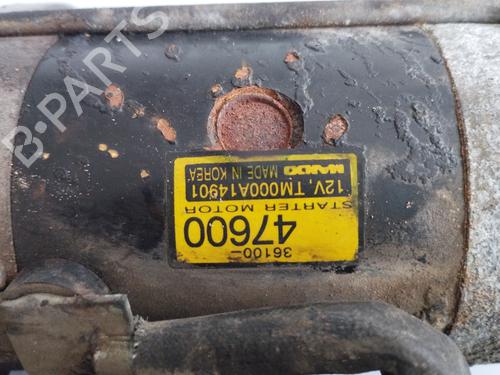 36100-
47600
STARTER MOTOR
12V, TM000A14901
MANDO MADE IN KOREA
B-PARTS